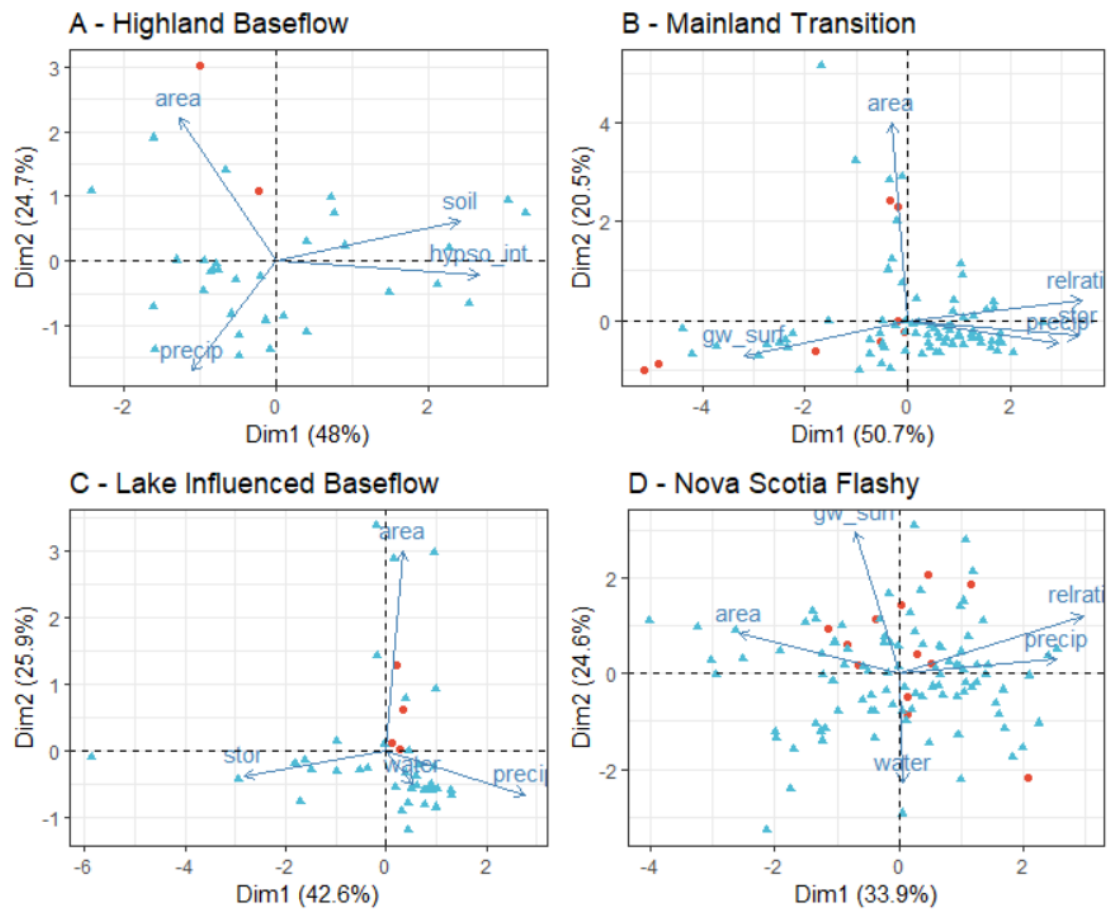 A - Highland Baseflow
3
2
1
0
-1
-2
0
2
Dim1 (48%)
Dim2 (24.7%)
area
soil
hypso_int
precip
B - Mainland Transition
4
2
0
-4
-2
0
2
Dim1 (50.7%)
Dim2 (20.5%)
area
relrati
stor
precip
gw_surf
C - Lake Influenced Baseflow
3
2
1
0
-1
-6
-4
-2
0
2
Dim1 (42.6%)
Dim2 (25.9%)
area
stor
water
precip
D - Nova Scotia Flashy
2
0
-2
-4
-2
0
2
Dim1 (33.9%)
Dim2 (24.6%)
gw_surf
area
relrati
precip
water